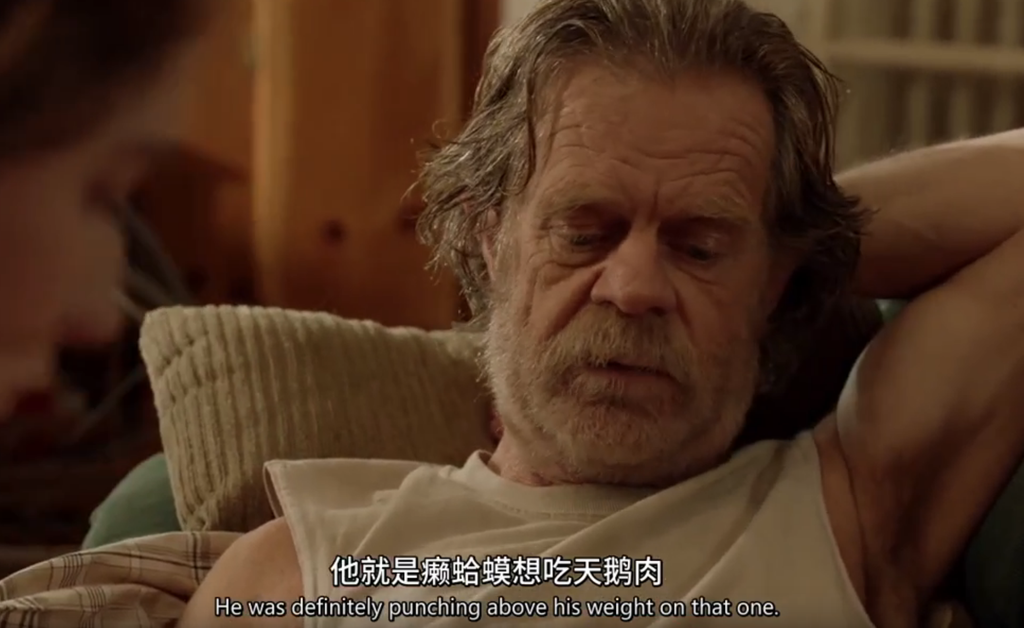 他就是癞蛤蟆想吃天鹅肉
He was definitely punching above his weight on that one.